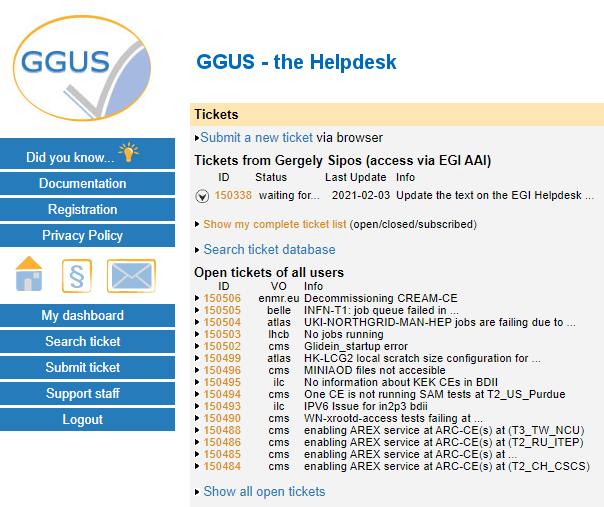 GGUS
GGUS - the Helpdesk
Did you know...
Documentation
Registration
Privacy Policy
§
My dashboard
Search ticket
Submit ticket
Support staff
Logout
Tickets
Submit a new ticket via browser
Tickets from Gergely Sipos (access via EGI AAI)
ID Status Last Update Info
150338 waiting for... 2021-02-03 Update the text on the EGI Helpdesk ...
Show my complete ticket list (open/closed/subscribed)
Search ticket database
Open tickets of all users
ID VO Info
150506 enmr.eu Decommissioning CREAM-CE
150505 belle INFN-T1: job queue failed in ...
150504 atlas UKI-NORTHGRID-MAN-HEP jobs are failing due to ...
150503 lhcb No jobs running
150502 cms Glidein_startup error
150499 atlas HK-LCG2 local scratch size configuration for ...
150496 cms MINIAOD files not accesible
150495 ilc No information about KEK CEs in BDII
150494 cms One CE is not running SAM tests at T2_US_Purdue
150493 ilc IPV6 Issue for in2p3 bdii
150490 cms WN-xrootd-access tests failing at ...
150488 cms enabling AREX service at ARC-CE(s) at (T3_TW_NCU)
150486 cms enabling AREX service at ARC-CE(s) at (T2_RU_ITEP)
150485 cms enabling AREX service at ARC-CE(s) at ...
150484 cms enabling AREX service at ARC-CE(s) at (T2_CH_CSCS)
Show all open tickets